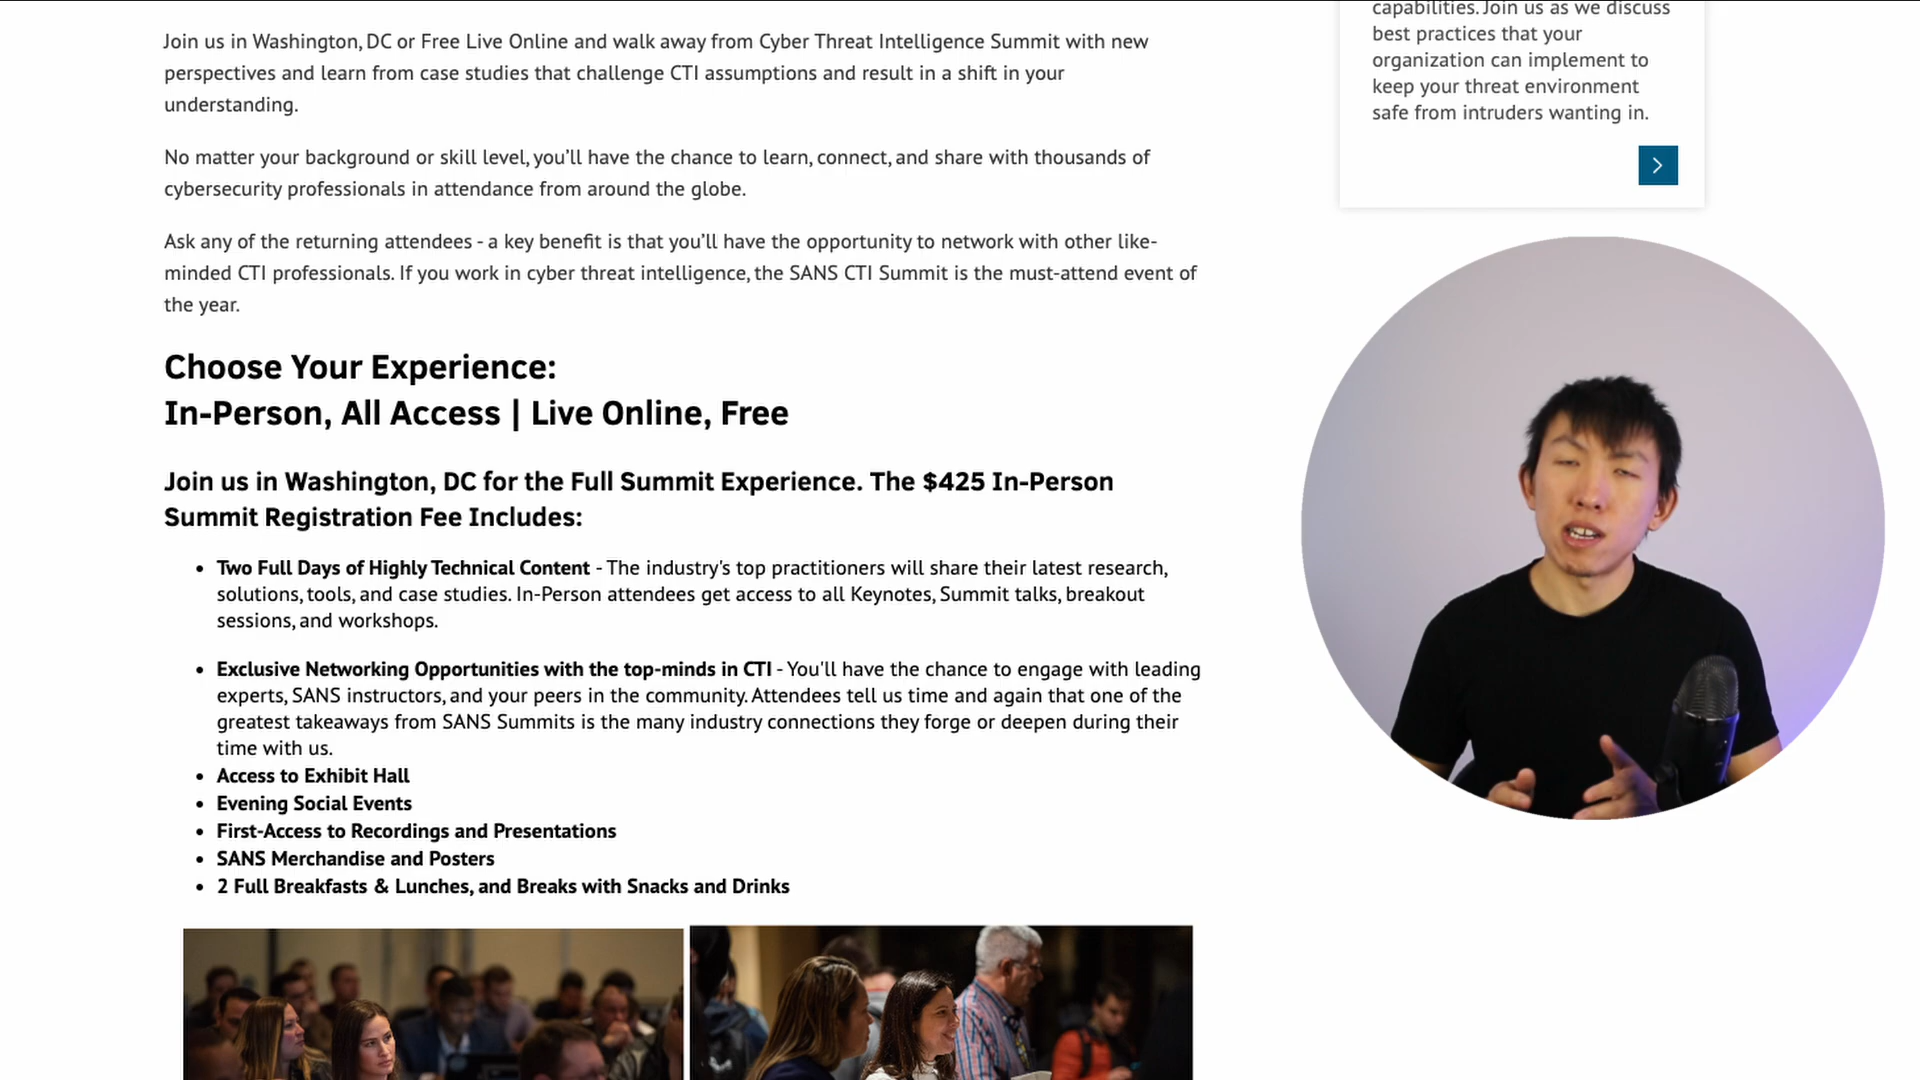 Join us in Washington, DC or Free Live Online and walk away from Cyber Threat Intelligence Summit with new
perspectives and learn from case studies that challenge CTI assumptions and result in a shift in your
understanding.
No matter your background or skill level, you’ll have the chance to learn, connect, and share with thousands of
cybersecurity professionals in attendance from around the globe.
Ask any of the returning attendees - a key benefit is that you’ll have the opportunity to network with other like-
minded CTI professionals. If you work in cyber threat intelligence, the SANS CTI Summit is the must-attend event of
the year.
Choose Your Experience:
In-Person, All Access | Live Online, Free
Join us in Washington, DC for the Full Summit Experience. The $425 In-Person
Summit Registration Fee Includes:
• Two Full Days of Highly Technical Content - The industry's top practitioners will share their latest research,
solutions, tools, and case studies. In-Person attendees get access to all Keynotes, Summit talks, breakout
sessions, and workshops.
• Exclusive Networking Opportunities with the top-minds in CTI - You'll have the chance to engage with leading
experts, SANS instructors, and your peers in the community. Attendees tell us time and again that one of the
greatest takeaways from SANS Summits is the many industry connections they forge or deepen during their
time with us.
• Access to Exhibit Hall
• Evening Social Events
• First-Access to Recordings and Presentations
• SANS Merchandise and Posters
• 2 Full Breakfasts & Lunches, and Breaks with Snacks and Drinks
capabilities. Join us as we discuss
best practices that your
organization can implement to
keep your threat environment
safe from intruders wanting in.